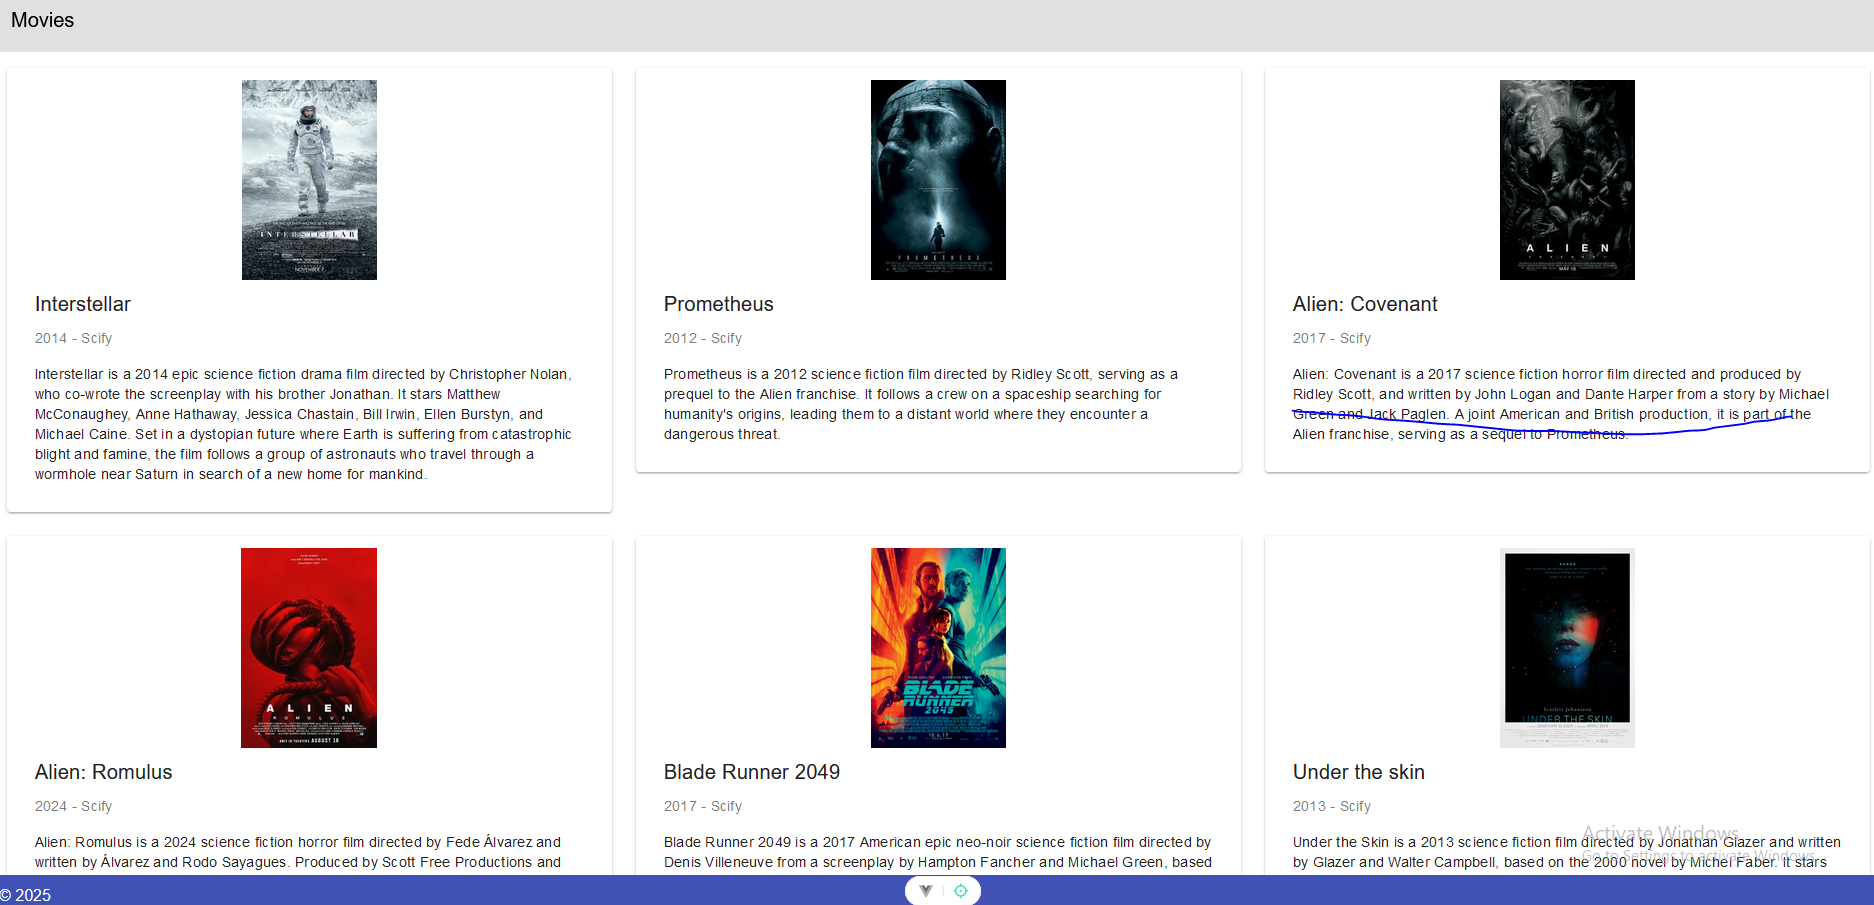 Movies
INTERSTELLAR
NOVEMBER 7
PROMETHEUS
ALIEN
COVENANT
MAY 19
Interstellar
2014 - Scify
Interstellar is a 2014 epic science fiction drama film directed by Christopher Nolan,
who co-wrote the screenplay with his brother Jonathan. It stars Matthew
McConaughey, Anne Hathaway, Jessica Chastain, Bill Irwin, Ellen Burstyn, and
Michael Caine. Set in a dystopian future where Earth is suffering from catastrophic
blight and famine, the film follows a group of astronauts who travel through a
wormhole near Saturn in search of a new home for mankind.
Prometheus
2012 - Scify
Prometheus is a 2012 science fiction film directed by Ridley Scott, serving as a
prequel to the Alien franchise. It follows a crew on a spaceship searching for
humanity's origins, leading them to a distant world where they encounter a
dangerous threat.
Alien: Covenant
2017 - Scify
Alien: Covenant is a 2017 science fiction horror film directed and produced by
Ridley Scott, and written by John Logan and Dante Harper from a story by Michael
Green and Jack Paglen. A joint American and British production, it is part of the
Alien franchise, serving as a sequel to Prometheus.
ALIEN
ROMULUS
ONLY IN THEATERS AUGUST 16
BLADE
RUNNER
2049
10.6.17
Scarlett Johansson
UNDER THE SKIN
Alien: Romulus
2024 - Scify
Alien: Romulus is a 2024 science fiction horror film directed by Fede Álvarez and
written by Álvarez and Rodo Sayagues. Produced by Scott Free Productions and
Blade Runner 2049
2017 - Scify
Blade Runner 2049 is a 2017 American epic neo-noir science fiction film directed by
Denis Villeneuve from a screenplay by Hampton Fancher and Michael Green, based
Under the skin
2013 - Scify
Under the Skin is a 2013 science fiction film directed by Jonathan Glazer and written
by Glazer and Walter Campbell, based on the 2000 novel by Michel Faber. It stars
Activate Windows
Go to Settings to activate Windows.
© 2025